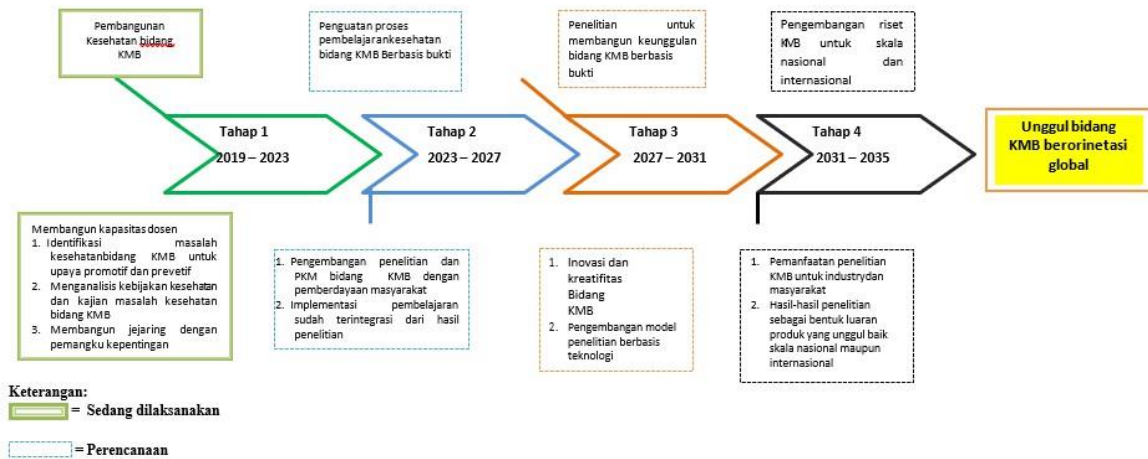 Pembangunan
Kesehatan bidang
KMB
Penguatan proses
pembelajarankesehatan
bidang KMB Berbasis bukti
Penelitian untuk
membangun keunggulan
bidang KMB berbasis
bukti
Pengembangan riset
KMB untuk skala
nasional dan
internasional
Tahap 1
2019 – 2023
Tahap 2
2023 – 2027
Tahap 3
2027 – 2031
Tahap 4
2031 – 2035
Unggul bidang
KMB berorinetasi
global
Membangun kapasitas dosen
1. Identifikasi masalah
kesehatanbidang KMB untuk
upaya promotif dan prevetif
2. Menganalisis kebijakan kesehatan
dan kajian masalah kesehatan
bidang KMB
3. Membangun jejaring dengan
pemangku kepentingan
1. Pengembangan penelitian dan
PKM bidang KMB dengan
pemberdayaan masyarakat
2. Implementasi pembelajaran
sudah terintegrasi dari hasil
penelitian
1. Inovasi dan
kreatifitas
Bidang
KMB
2. Pengembangan model
penelitian berbasis
teknologi
1. Pemanfaatan penelitian
KMB untuk industrydan
masyarakat
2. Hasil-hasil penelitian
sebagai bentuk luaran
produk yang unggul baik
skala nasional maupun
internasional
Keterangan:
= Sedang dilaksanakan
= Perencanaan